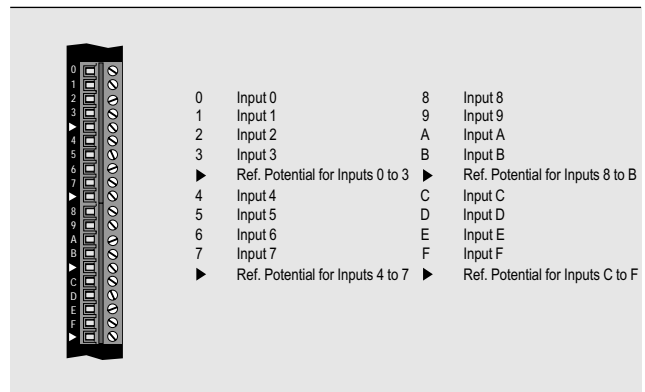 0
1
2
3
▶
4
5
6
7
▶
8
9
A
B
▶
C
D
E
F
▶
0 Input 0 8 Input 8
1 Input 1 9 Input 9
2 Input 2 A Input A
3 Input 3 B Input B
▶ Ref. Potential for Inputs 0 to 3 ▶ Ref. Potential for Inputs 8 to B
4 Input 4 C Input C
5 Input 5 D Input D
6 Input 6 E Input E
7 Input 7 F Input F
▶ Ref. Potential for Inputs 4 to 7 ▶ Ref. Potential for Inputs C to F